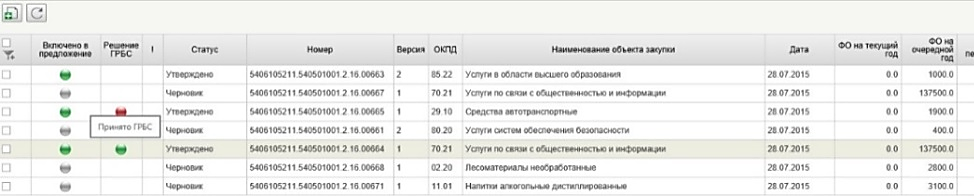 Включено в предложение Решение ГРБС ! Статус Номер Версия ОКПД Наименование объекта закупки Дата ФО на текущий год ФО на очередной год пе
Утверждено 5406105211.540501001.2.16.00663 2 85.22 Услуги в области высшего образования 28.07.2015 0.0 1000.0
Черновик 5406105211.540501001.2.16.00667 1 70.21 Услуги по связи с общественностью и информации 28.07.2015 0.0 137500.0
Утверждено 5406105211.540501001.2.16.00665 1 29.10 Средства автотранспортные 28.07.2015 0.0 1900.0
Принято ГРБС
Черновик 5406105211.540501001.2.16.00661 2 80.20 Услуги систем обеспечения безопасности 28.07.2015 0.0 400.0
Утверждено 5406105211.540501001.2.16.00664 1 70.21 Услуги по связи с общественностью и информации 28.07.2015 0.0 137500.0
Черновик 5406105211.540501001.2.16.00668 1 02.20 Лесоматериалы необработанные 28.07.2015 0.0 2800.0
Черновик 5406105211.540501001.2.16.00671 1 11.01 Напитки алкогольные дистиллированные 28.07.2015 0.0 3100.0